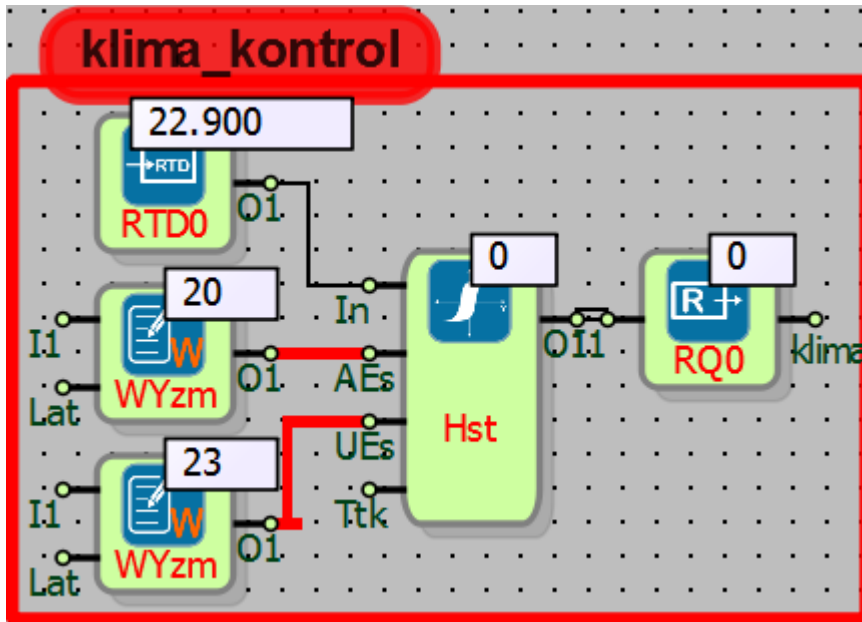 klima_kontrol
22.900
RTD
RTD0
O1
20
I1
W
WYzm
O1
Lat
23
I1
W
WYzm
O1
Lat
0
In
AEs
UEs
Ttk
Hst
O1
I1
0
R
RQ0
klima